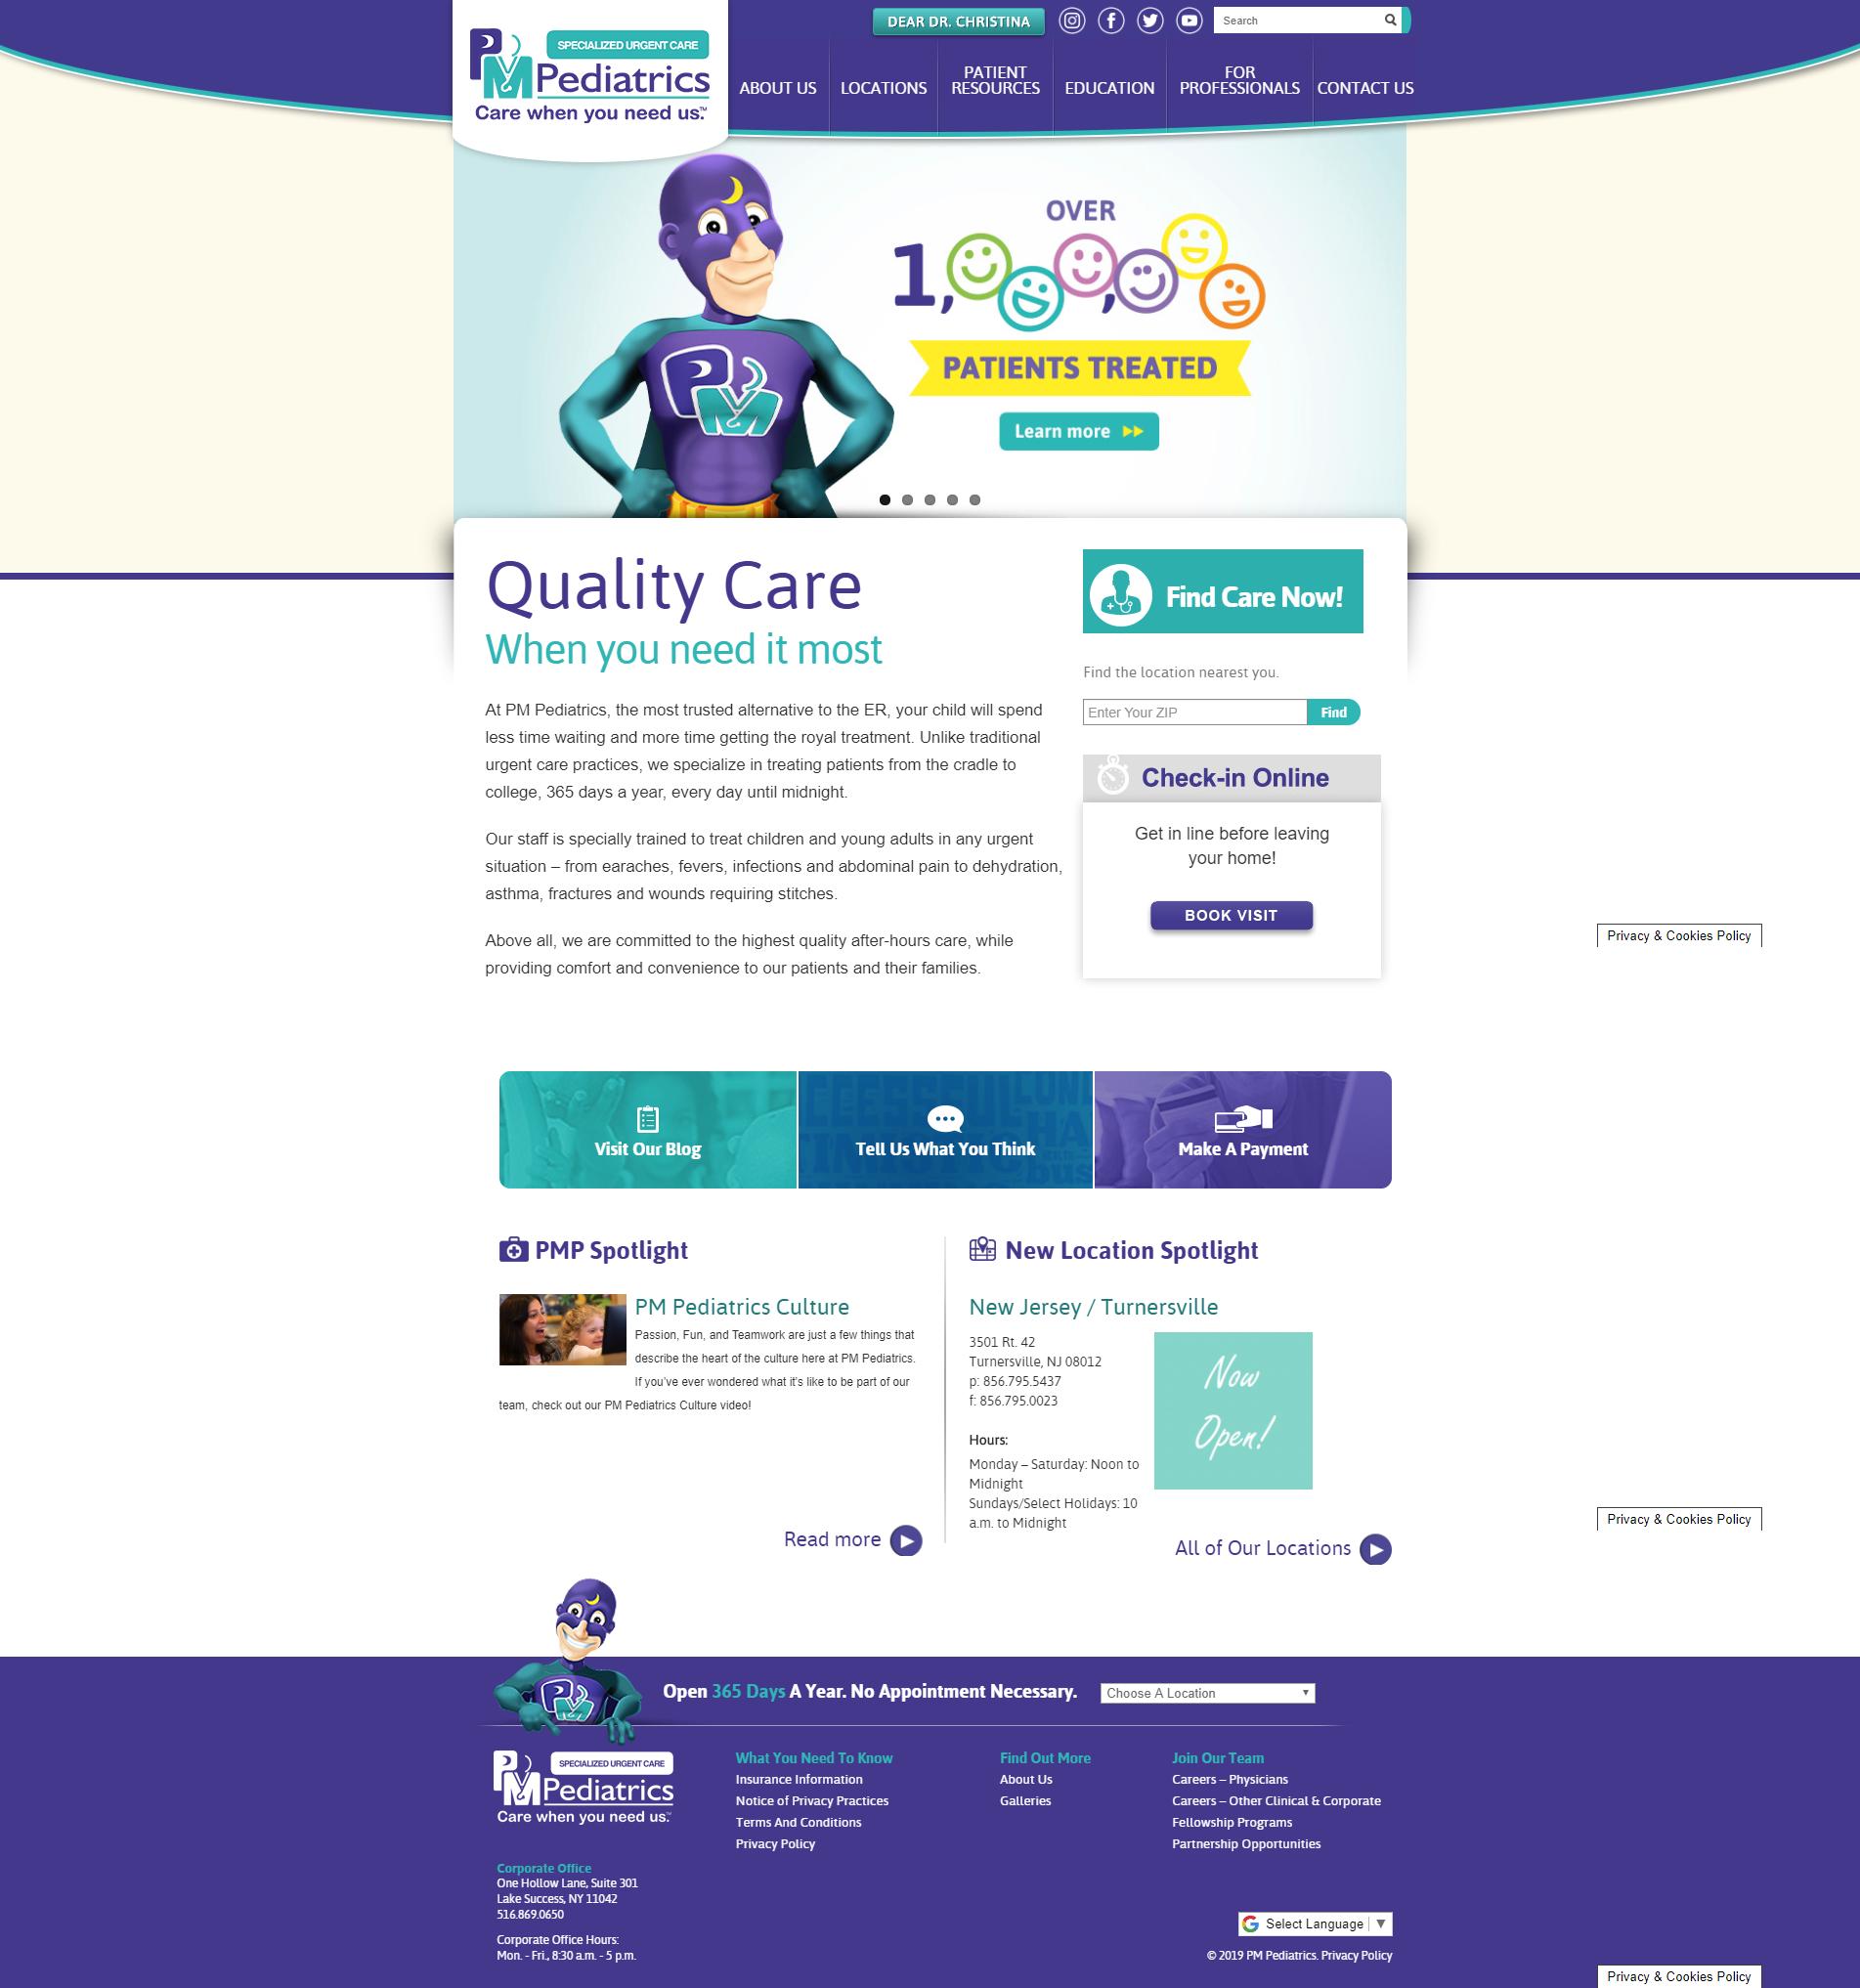 DEAR DR. CHRISTINA
Search
PM
SPECIALIZED URGENT CARE
Pediatrics
Care when you need us.™
ABOUT US
LOCATIONS
PATIENT
RESOURCES
EDUCATION
FOR
PROFESSIONALS
CONTACT US
OVER
1,
,
PM
PATIENTS TREATED
Learn more
Quality Care
When you need it most
At PM Pediatrics, the most trusted alternative to the ER, your child will spend
less time waiting and more time getting the royal treatment. Unlike traditional
urgent care practices, we specialize in treating patients from the cradle to
college, 365 days a year, every day until midnight.
Our staff is specially trained to treat children and young adults in any urgent
situation – from earaches, fevers, infections and abdominal pain to dehydration,
asthma, fractures and wounds requiring stitches.
Above all, we are committed to the highest quality after-hours care, while
providing comfort and convenience to our patients and their families.
Find Care Now!
Find the location nearest you.
Enter Your ZIP
Find
Check-in Online
Get in line before leaving
your home!
BOOK VISIT
Privacy & Cookies Policy
Visit Our Blog
Tell Us What You Think
Make A Payment
PMP Spotlight
PM Pediatrics Culture
Passion, Fun, and Teamwork are just a few things that
describe the heart of the culture here at PM Pediatrics.
If you've ever wondered what it's like to be part of our
team, check out our PM Pediatrics Culture video!
Read more
New Location Spotlight
New Jersey / Turnersville
3501 Rt. 42
Turnersville, NJ 08012
p: 856.795.5437
f: 856.795.0023
Hours:
Monday – Saturday: Noon to
Midnight
Sundays/Select Holidays: 10
a.m. to Midnight
Now
Open!
All of Our Locations
Privacy & Cookies Policy
PM
Open 365 Days A Year. No Appointment Necessary.
Choose A Location
PM
SPECIALIZED URGENT CARE
Pediatrics
Care when you need us.™
What You Need To Know
Insurance Information
Notice of Privacy Practices
Terms And Conditions
Privacy Policy
Find Out More
About Us
Galleries
Join Our Team
Careers – Physicians
Careers – Other Clinical & Corporate
Fellowship Programs
Partnership Opportunities
Corporate Office
One Hollow Lane, Suite 301
Lake Success, NY 11042
516.869.0650
Corporate Office Hours:
Mon. - Fri., 8:30 a.m. - 5 p.m.
Select Language
© 2019 PM Pediatrics. Privacy Policy
Privacy & Cookies Policy